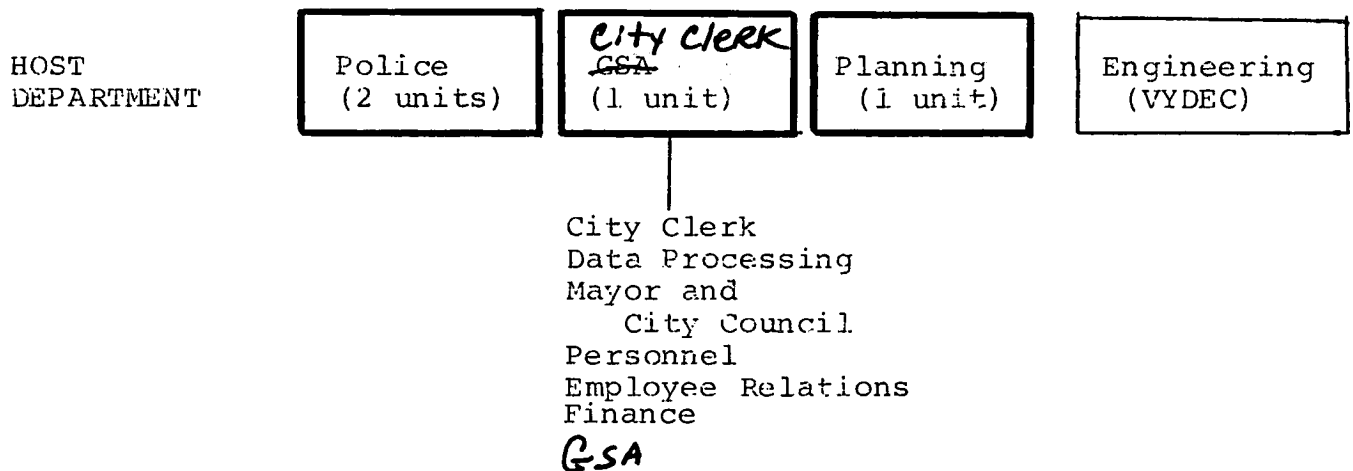 HOST
DEPARTMENT
Police
(2 units)
City Clerk
GSA
(1 unit)
Planning
(1 unit)
Engineering
(VYDEC)
City Clerk
Data Processing
Mayor and
City Council
Personnel
Employee Relations
Finance
GSA